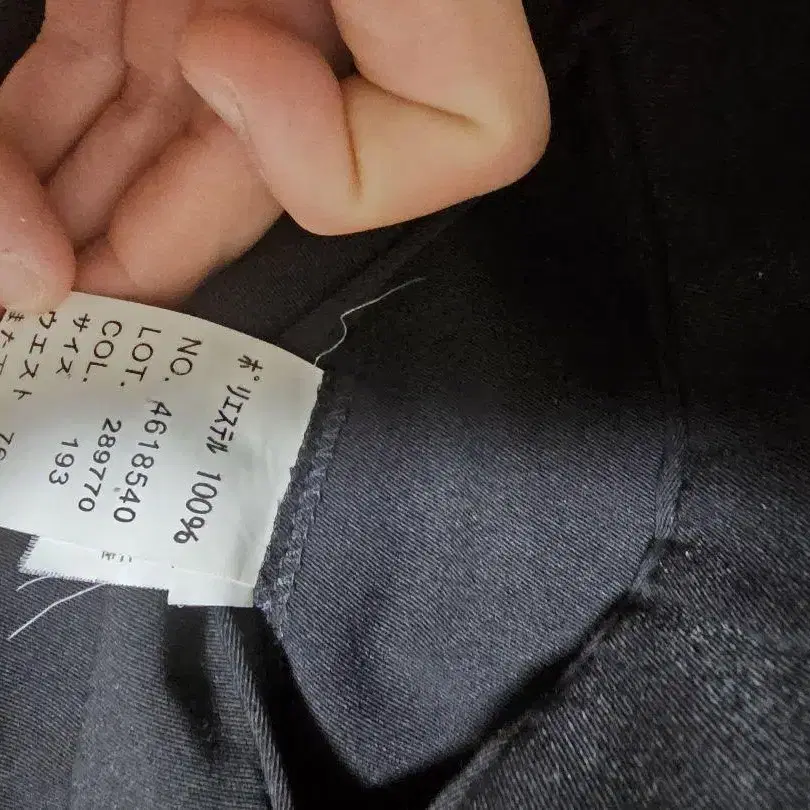 ポリエステル 100%
NO. 4618540
LOT. 289770
COL. 193
サイズ
ウエスト